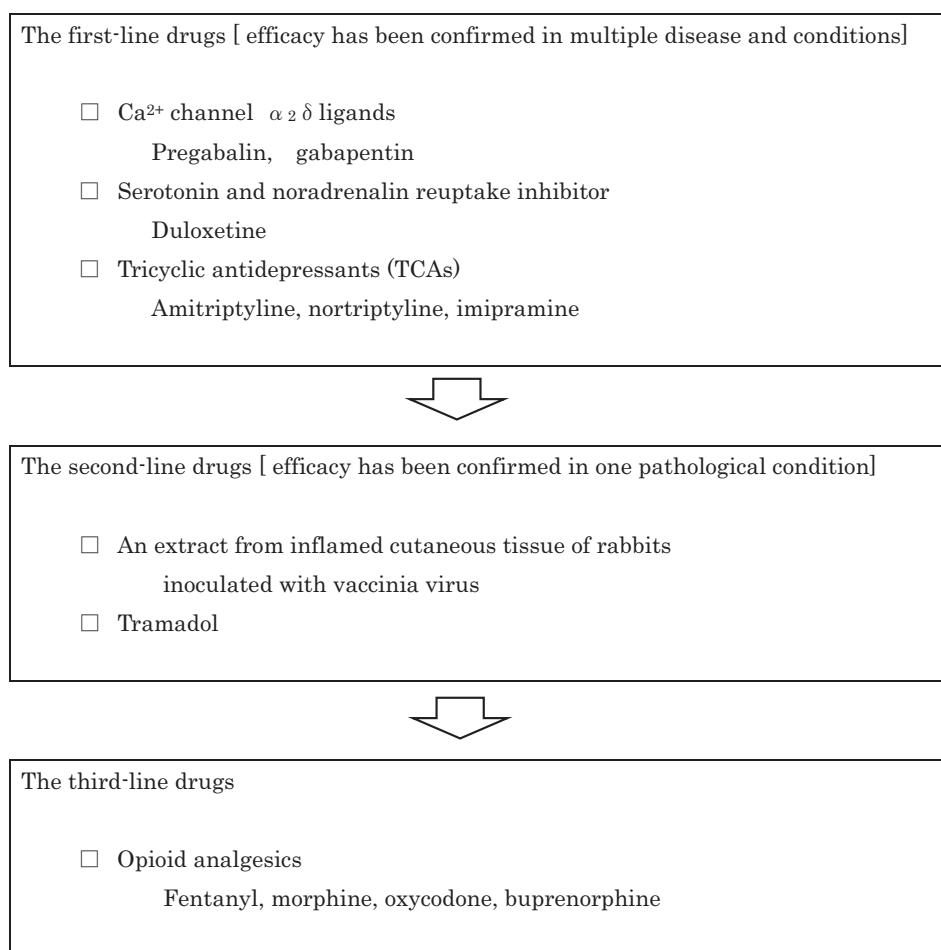 The first-line drugs [ efficacy has been confirmed in multiple disease and conditions]
□ Ca²⁺ channel α₂δ ligands
Pregabalin, gabapentin
□ Serotonin and noradrenalin reuptake inhibitor
Duloxetine
□ Tricyclic antidepressants (TCAs)
Amitriptyline, nortriptyline, imipramine
The second-line drugs [ efficacy has been confirmed in one pathological condition]
□ An extract from inflamed cutaneous tissue of rabbits
inoculated with vaccinia virus
□ Tramadol
The third-line drugs
□ Opioid analgesics
Fentanyl, morphine, oxycodone, buprenorphine